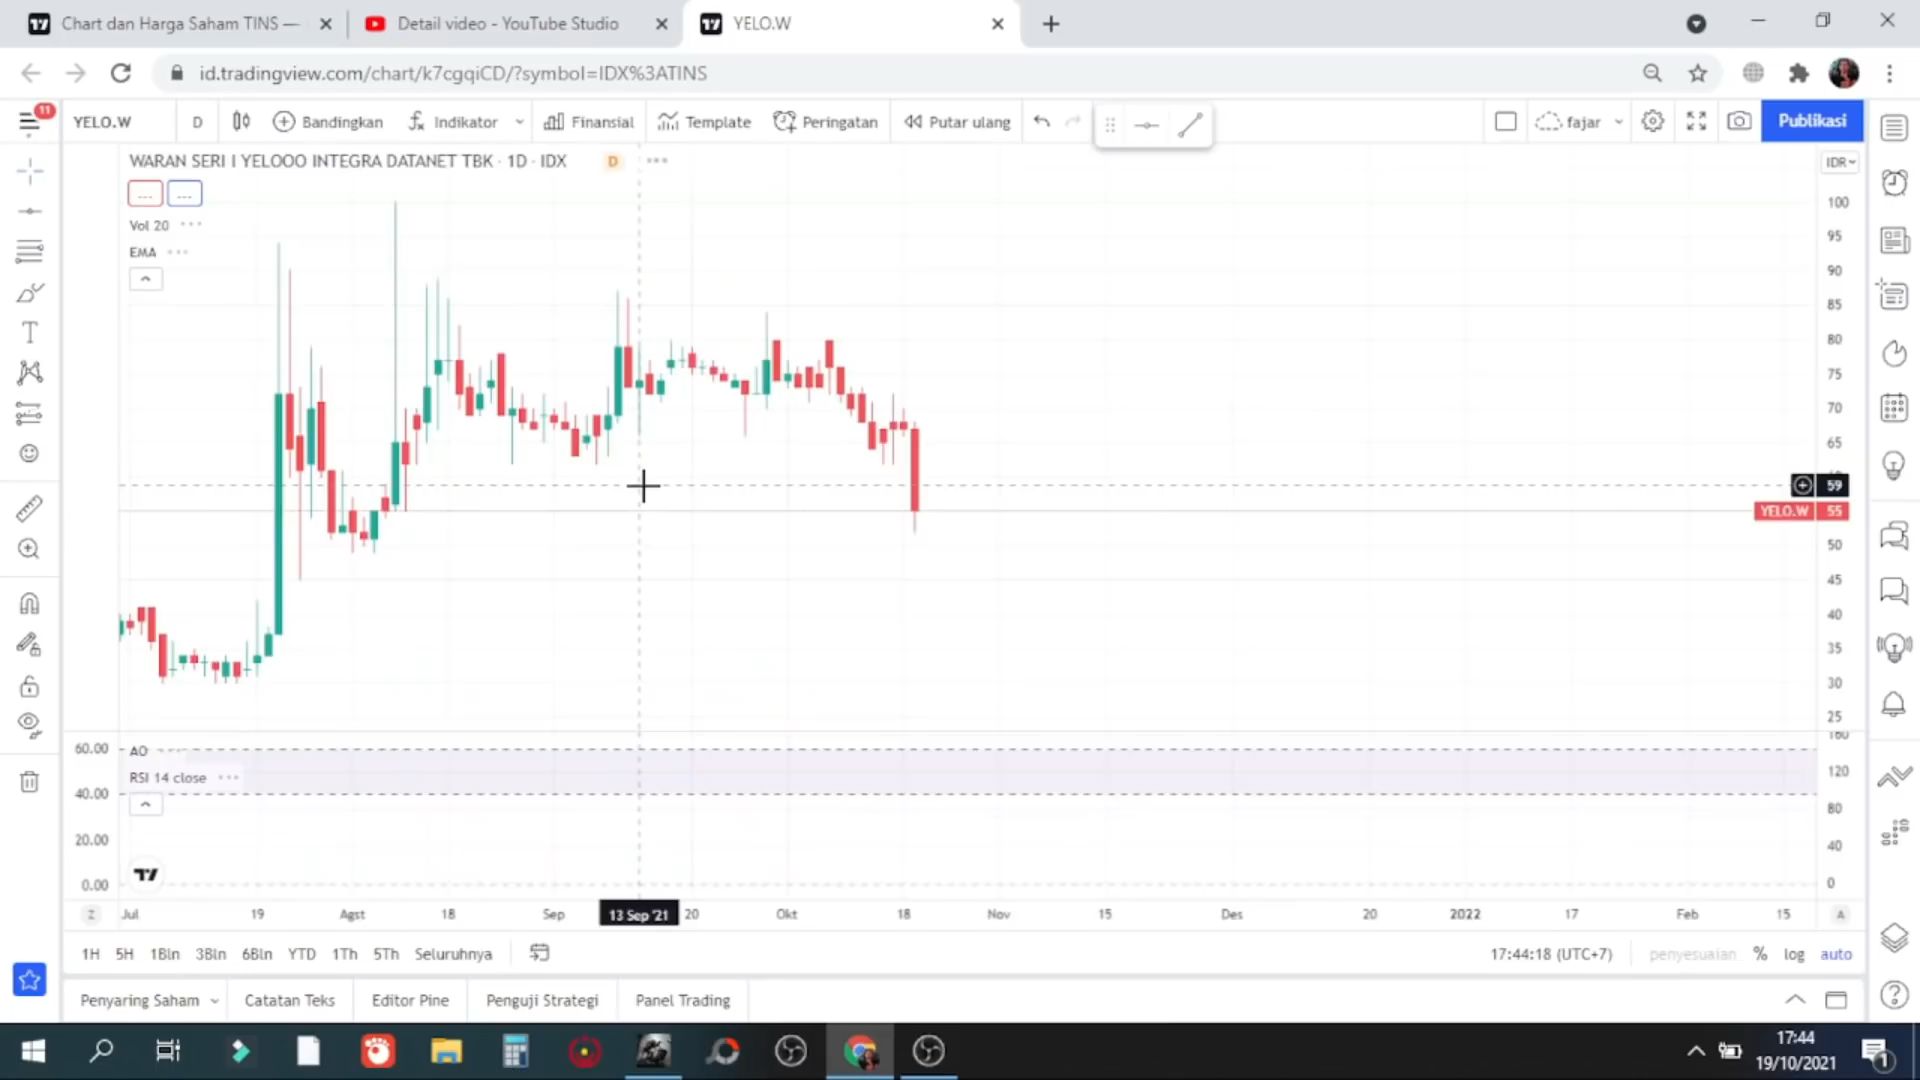 Chart dan Harga Saham TINS —
Detail video - YouTube Studio
YELO.W
id.tradingview.com/chart/k7cgqiCD/?symbol=IDX%3ATINS
11
YELO.W
D
Bandingkan
Indikator
Finansial
Template
Peringatan
Putar ulang
fajar
Publikasi
WARAN SERI I YELOOO INTEGRA DATANET TBK · 1D · IDX
D
IDR
Vol 20
EMA
100
95
90
85
80
75
70
65
59
YELO.W 55
50
45
40
35
30
25
60.00
AO
RSI 14 close
40.00
20.00
0.00
160
120
80
40
0
Z
Jul
19
Agst
18
Sep
13 Sep '21
20
Okt
18
Nov
15
Des
20
2022
17
Feb
15
A
1H
5H
1Bln
3Bln
6Bln
YTD
1Th
5Th
Seluruhnya
17:44:18 (UTC+7)
penyesuaian
%
log
auto
Penyaring Saham
Catatan Teks
Editor Pine
Penguji Strategi
Panel Trading
17:44
19/10/2021
1